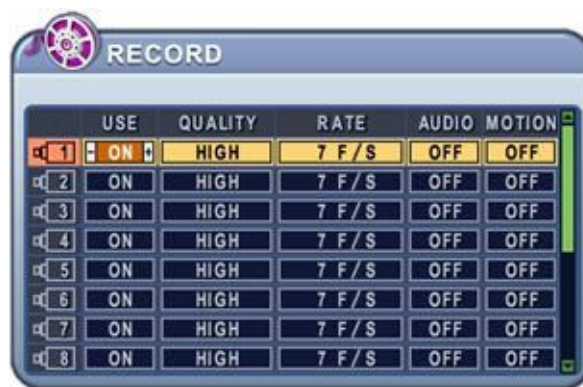 RECORD
USE QUALITY RATE AUDIO MOTION
1 - ON + HIGH 7 F/S OFF OFF
2 ON HIGH 7 F/S OFF OFF
3 ON HIGH 7 F/S OFF OFF
4 ON HIGH 7 F/S OFF OFF
5 ON HIGH 7 F/S OFF OFF
6 ON HIGH 7 F/S OFF OFF
7 ON HIGH 7 F/S OFF OFF
8 ON HIGH 7 F/S OFF OFF